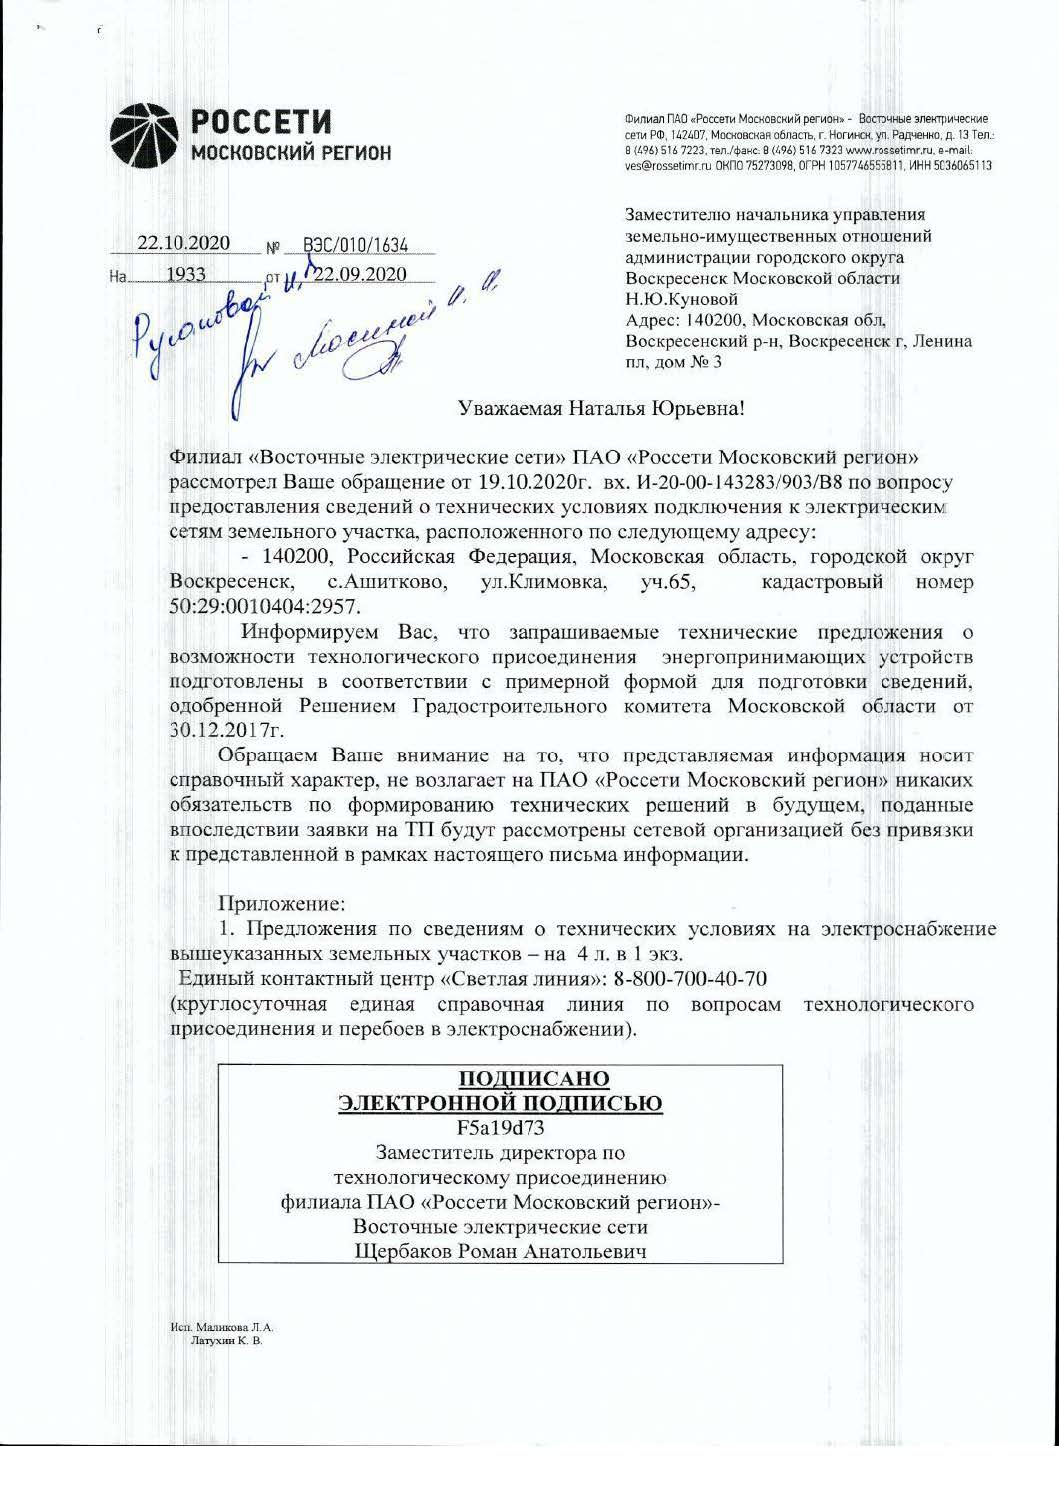 РОССЕТИ
МОСКОВСКИЙ РЕГИОН
Филиал ПАО «Россети Московский регион» - Восточные электрические
сети РФ, 142407, Московская область, г. Ногинск, ул. Радченко, д. 13 Тел.:
8 (496) 516 7223, тел./факс: 8 (496) 516 7323 www.rossetimr.ru, e-mail:
ves@rossetimr.ru ОКПО 75273098, ОГРН 1057746555811, ИНН 5036065113
22.10.2020 № ВЭС/010/1634
На 1933 от 22.09.2020
Заместителю начальника управления
земельно-имущественных отношений
администрации городского округа
Воскресенск Московской области
Н.Ю.Куновой
Адрес: 140200, Московская обл,
Воскресенский р-н, Воскресенск г, Ленина
пл, дом № 3
Уважаемая Наталья Юрьевна!
Филиал «Восточные электрические сети» ПАО «Россети Московский регион»
рассмотрел Ваше обращение от 19.10.2020г. вх. И-20-00-143283/903/В8 по вопросу
предоставления сведений о технических условиях подключения к электрическим
сетям земельного участка, расположенного по следующему адресу:
- 140200, Российская Федерация, Московская область, городской округ
Воскресенск, с.Ашитково, ул.Климовка, уч.65, кадастровый номер
50:29:0010404:2957.
Информируем Вас, что запрашиваемые технические предложения о
возможности технологического присоединения энергопринимающих устройств
подготовлены в соответствии с примерной формой для подготовки сведений,
одобренной Решением Градостроительного комитета Московской области от
30.12.2017г.
Обращаем Ваше внимание на то, что представляемая информация носит
справочный характер, не возлагает на ПАО «Россети Московский регион» никаких
обязательств по формированию технических решений в будущем, поданные
впоследствии заявки на ТП будут рассмотрены сетевой организацией без привязки
к представленной в рамках настоящего письма информации.
Приложение:
1. Предложения по сведениям о технических условиях на электроснабжение
вышеуказанных земельных участков – на 4 л. в 1 экз.
Единый контактный центр «Светлая линия»: 8-800-700-40-70
(круглосуточная единая справочная линия по вопросам технологического
присоединения и перебоев в электроснабжении).
ПОДПИСАНО
ЭЛЕКТРОННОЙ ПОДПИСЬЮ
F5a19d73
Заместитель директора по
технологическому присоединению
филиала ПАО «Россети Московский регион»-
Восточные электрические сети
Щербаков Роман Анатольевич
Исп. Маликова Л.А.
Латухин К. В.